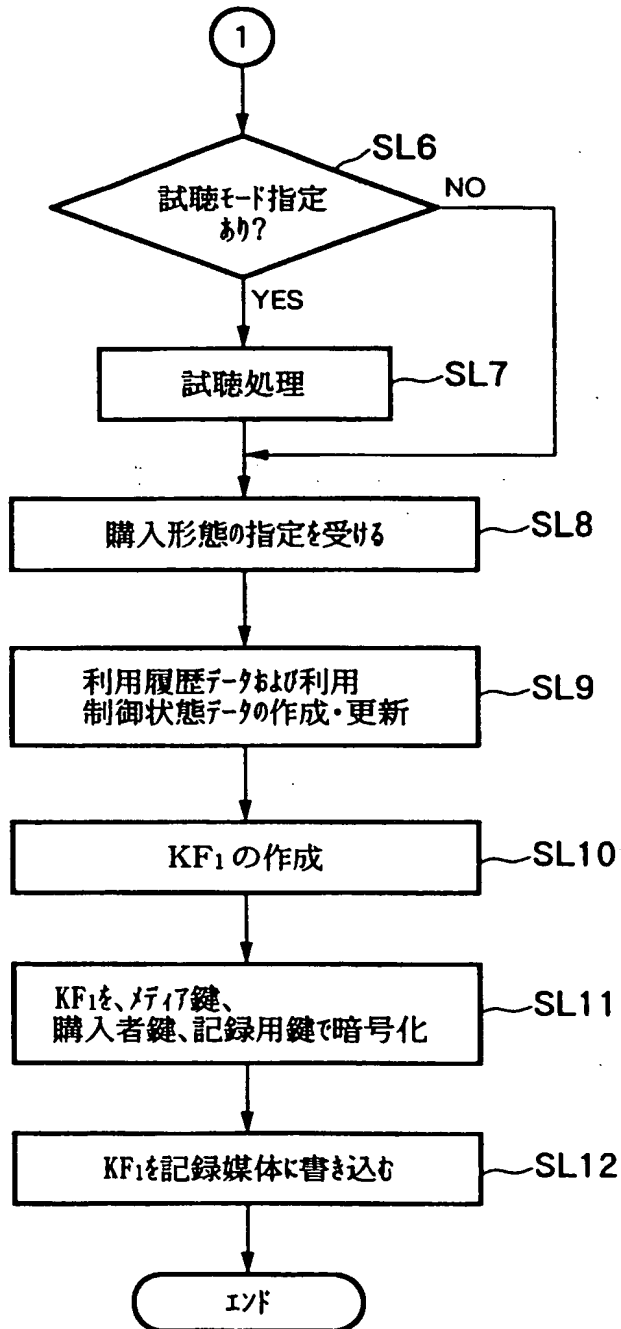 1
SL6
試聴モード指定
あり?
NO
YES
試聴処理
SL7
購入形態の指定を受ける
SL8
利用履歴データおよび利用
制御状態データの作成・更新
SL9
KF₁の作成
SL10
KF₁を、メディア鍵、
購入者鍵、記録用鍵で暗号化
SL11
KF₁を記録媒体に書き込む
SL12
エンド